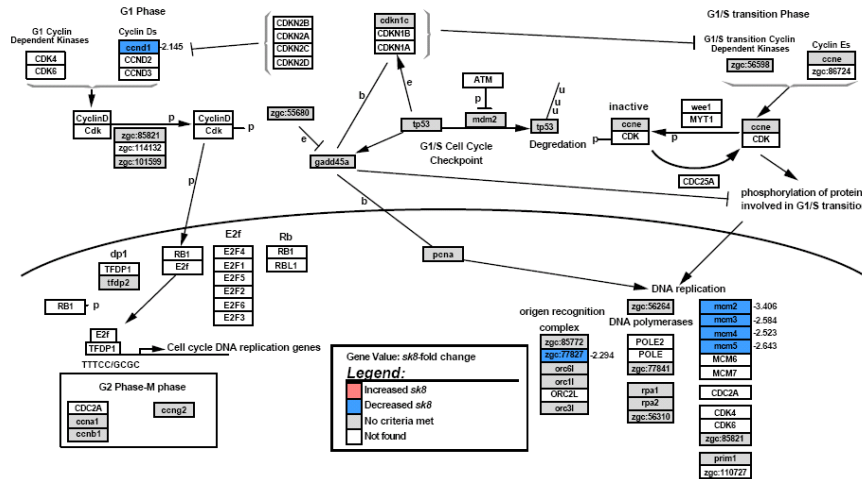 G1 Phase
G1 Cyclin
Dependent Kinases
CDK4
CDK6
Cyclin Ds
ccnd1 -2.145
CCND2
CCND3
CDKN2B
CDKN2A
CDKN2C
CDKN2D
cdkn1c
CDKN1B
CDKN1A
G1/S transition Phase
G1/S transition Cyclin
Dependent Kinases
zgc:56598
Cyclin Es
ccne
zgc:86724
CyclinD
Cdk
p
zgc:85821
zgc:114132
zgc:101599
CyclinD
Cdk
p
zgc:55680
e
b
e
ATM
p
mdm2
tp53
gadd45a
G1/S Cell Cycle
Checkpoint
u
u
u
tp53
Degredation
inactive
ccne
CDK
p
wee1
MYT1
p
ccne
CDK
CDC25A
phosphorylation of protein
involved in G1/S transition
p
b
dp1
TFDP1
tfdp2
RB1
E2f
E2f
E2F4
E2F1
E2F5
E2F2
E2F6
E2F3
Rb
RB1
RBL1
pcna
RB1
p
E2f
TFDP1
TTTCC/GCGC
Cell cycle DNA replication genes
G2 Phase-M phase
CDC2A
ccna1
ccnb1
ccng2
Gene Value: sk8-fold change
Legend:
Increased sk8
Decreased sk8
No criteria met
Not found
DNA replication
origen recognition
complex
zgc:85772
zgc:77827 -2.294
orc6l
orc1l
ORC2L
orc3l
zgc:56264
DNA polymerases
POLE2
POLE
zgc:77841
rpa1
rpa2
zgc:56310
mcm2 -3.406
mcm3 -2.584
mcm4 -2.523
mcm5 -2.643
MCM6
MCM7
CDC2A
CDK4
CDK6
zgc:85821
prim1
zgc:110727